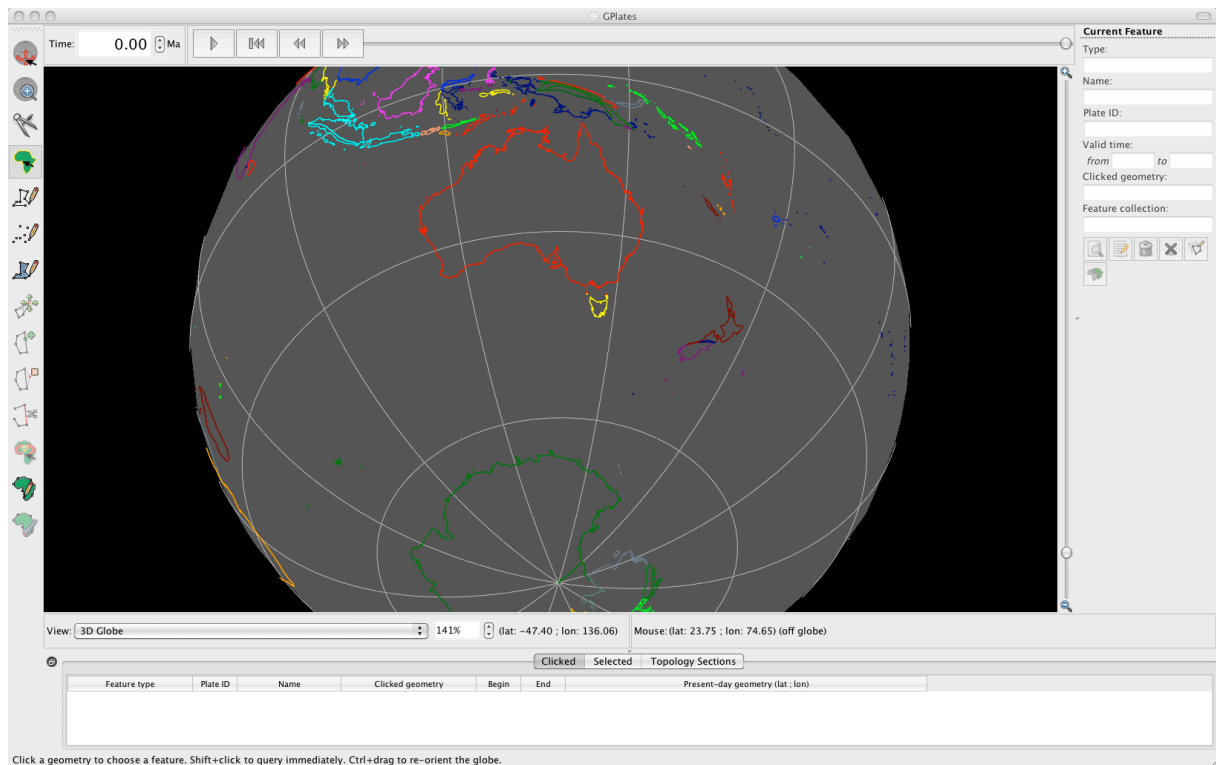 GPlates
Time: 0.00 Ma
Current Feature
Type:
Name:
Plate ID:
Valid time:
from to
Clicked geometry:
Feature collection:
View: 3D Globe 141% (lat: -47.40 ; lon: 136.06) Mouse: (lat: 23.75 ; lon: 74.65) (off globe)
Clicked Selected Topology Sections
Feature type Plate ID Name Clicked geometry Begin End Present-day geometry (lat ; lon)
Click a geometry to choose a feature. Shift+click to query immediately. Ctrl+drag to re-orient the globe.